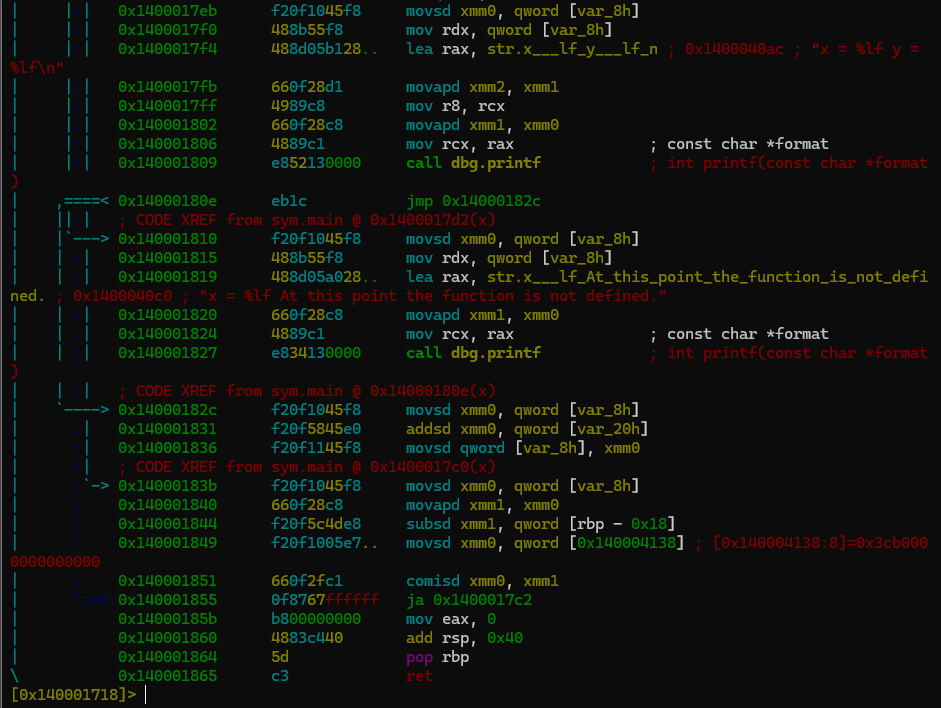 0x1400017eb f20f1045f8 movsd xmm0, qword [var_8h]
0x1400017f0 488b55f8 mov rdx, qword [var_8h]
0x1400017f4 488d05b128.. lea rax, str.x___lf_y___lf_n ; 0x1400040ac ; "x = %lf y =
%lf\n"
0x1400017fb 660f28d1 movapd xmm2, xmm1
0x1400017ff 4989c8 mov r8, rcx
0x140001802 660f28c8 movapd xmm1, xmm0
0x140001806 4889c1 mov rcx, rax ; const char *format
0x140001809 e852130000 call dbg.printf ; int printf(const char *format
)
,====< 0x14000180e eb1c jmp 0x14000182c
|| | ; CODE XREF from sym.main @ 0x1400017d2(x)
|`---> 0x140001810 f20f1045f8 movsd xmm0, qword [var_8h]
0x140001815 488b55f8 mov rdx, qword [var_8h]
0x140001819 488d05a028.. lea rax, str.x___lf_At_this_point_the_function_is_not_defi
ned. ; 0x1400040c0 ; "x = %lf At this point the function is not defined."
0x140001820 660f28c8 movapd xmm1, xmm0
0x140001824 4889c1 mov rcx, rax ; const char *format
0x140001827 e834130000 call dbg.printf ; int printf(const char *format
)
| | ; CODE XREF from sym.main @ 0x14000180e(x)
`----> 0x14000182c f20f1045f8 movsd xmm0, qword [var_8h]
0x140001831 f20f5845e0 addsd xmm0, qword [var_20h]
0x140001836 f20f1145f8 movsd qword [var_8h], xmm0
| ; CODE XREF from sym.main @ 0x1400017c0(x)
`-> 0x14000183b f20f1045f8 movsd xmm0, qword [var_8h]
0x140001840 660f28c8 movapd xmm1, xmm0
0x140001844 f20f5c4de8 subsd xmm1, qword [rbp - 0x18]
0x140001849 f20f1005e7.. movsd xmm0, qword [0x140004138] ; [0x140004138:8]=0x3cb000
0000000000
0x140001851 660f2fc1 comisd xmm0, xmm1
`==< 0x140001855 0f8767ffffff ja 0x1400017c2
0x14000185b b800000000 mov eax, 0
0x140001860 4883c440 add rsp, 0x40
0x140001864 5d pop rbp
\ 0x140001865 c3 ret
[0x140001718]>